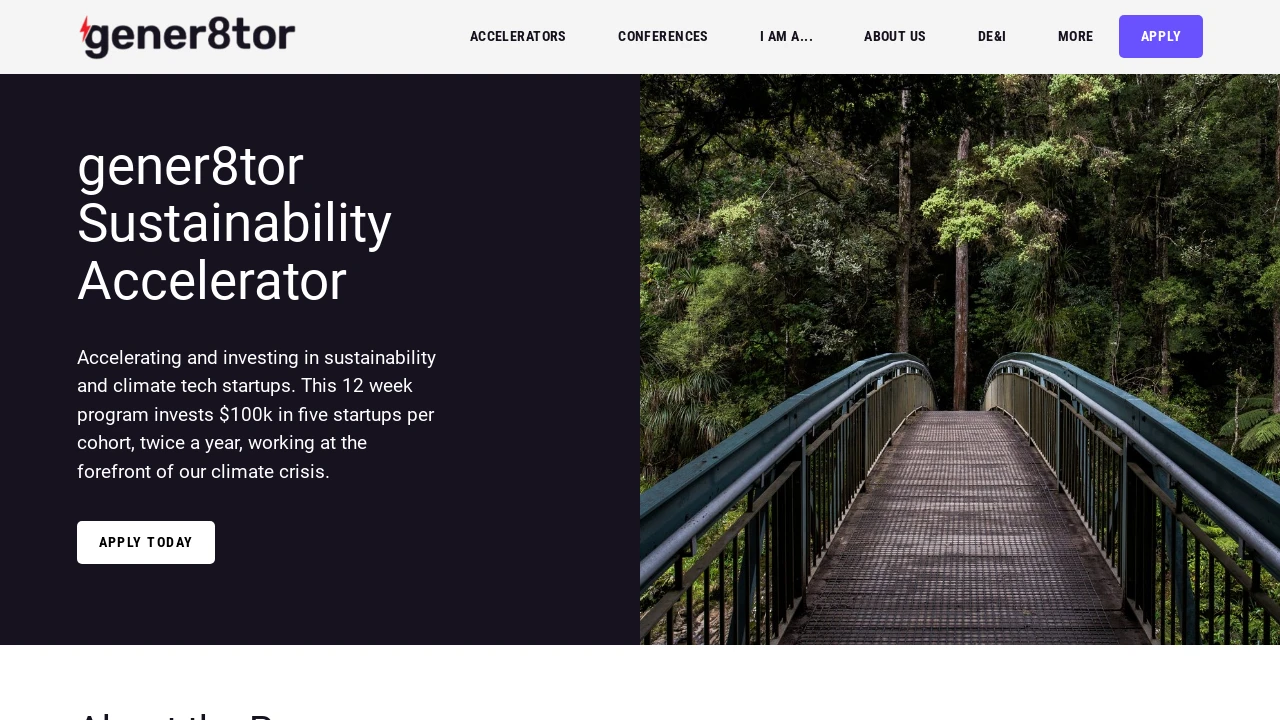 gener8tor
ACCELERATORS
CONFERENCES
I AM A...
ABOUT US
DE&I
MORE
APPLY
gener8tor
Sustainability
Accelerator
Accelerating and investing in sustainability
and climate tech startups. This 12 week
program invests $100k in five startups per
cohort, twice a year, working at the
forefront of our climate crisis.
APPLY TODAY
About the